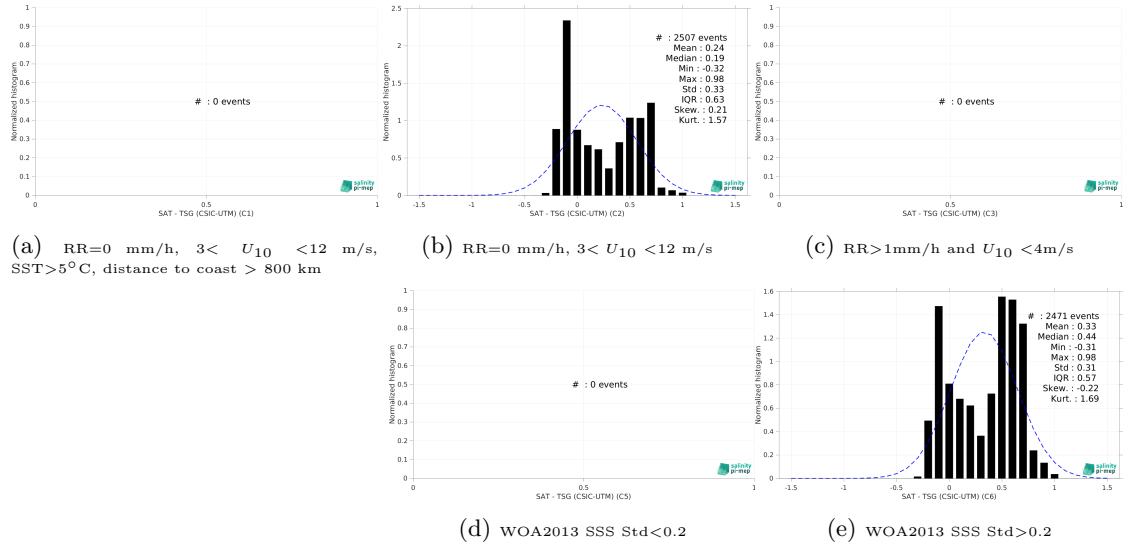 1
0.9
0.8
0.7
0.6
0.5
0.4
0.3
0.2
0.1
0
Normalized histogram
# : 0 events
salinity
pi-mep
0 0.5 1
SAT - TSG (CSIC-UTM) (C1)
(a) RR=0 mm/h, 3< U10 <12 m/s,
SST>5°C, distance to coast > 800 km
2.5
2
1.5
1
0.5
0
Normalized histogram
# : 2507 events
Mean : 0.24
Median : 0.19
Min : -0.32
Max : 0.98
Std : 0.33
IQR : 0.63
Skew. : 0.21
Kurt. : 1.57
salinity
pi-mep
-1.5 -1 -0.5 0 0.5 1 1.5
SAT - TSG (CSIC-UTM) (C2)
(b) RR=0 mm/h, 3< U10 <12 m/s
1
0.9
0.8
0.7
0.6
0.5
0.4
0.3
0.2
0.1
0
Normalized histogram
# : 0 events
salinity
pi-mep
0 0.5 1
SAT - TSG (CSIC-UTM) (C3)
(c) RR>1mm/h and U10 <4m/s
1
0.9
0.8
0.7
0.6
0.5
0.4
0.3
0.2
0.1
0
Normalized histogram
# : 0 events
salinity
pi-mep
0 0.5 1
SAT - TSG (CSIC-UTM) (C5)
(d) WOA2013 SSS Std<0.2
1.6
1.4
1.2
1
0.8
0.6
0.4
0.2
0
Normalized histogram
# : 2471 events
Mean : 0.33
Median : 0.44
Min : -0.31
Max : 0.98
Std : 0.31
IQR : 0.57
Skew. : -0.22
Kurt. : 1.69
salinity
pi-mep
-1.5 -1 -0.5 0 0.5 1 1.5
SAT - TSG (CSIC-UTM) (C6)
(e) WOA2013 SSS Std>0.2